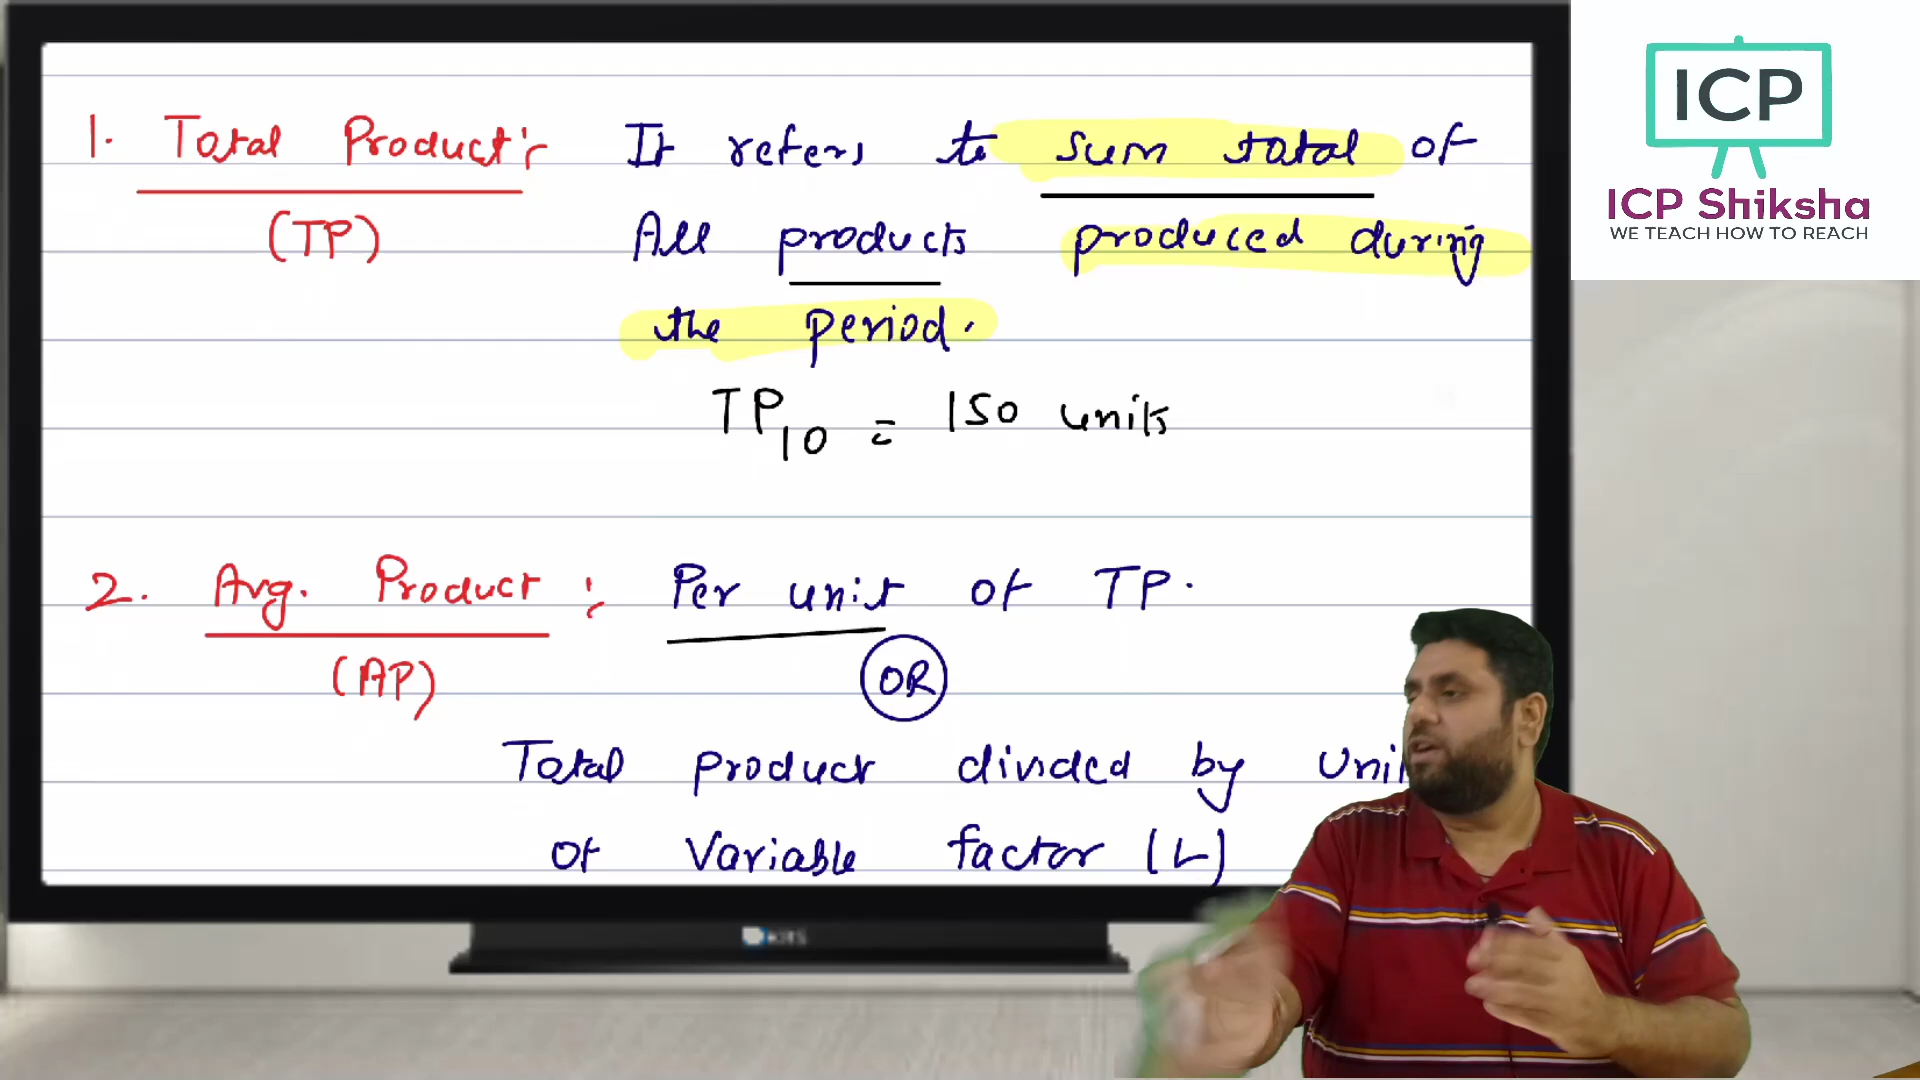 1. Total Product :-
It refers to sum total of
(TP)
All products produced during
the period.
TP10 = 150 units
2. Avg. Product :-
Per unit of TP.
(AP)
OR
Total product divided by
of Variable factor (L)
ICP
ICP Shiksha
WE TEACH HOW TO REACH